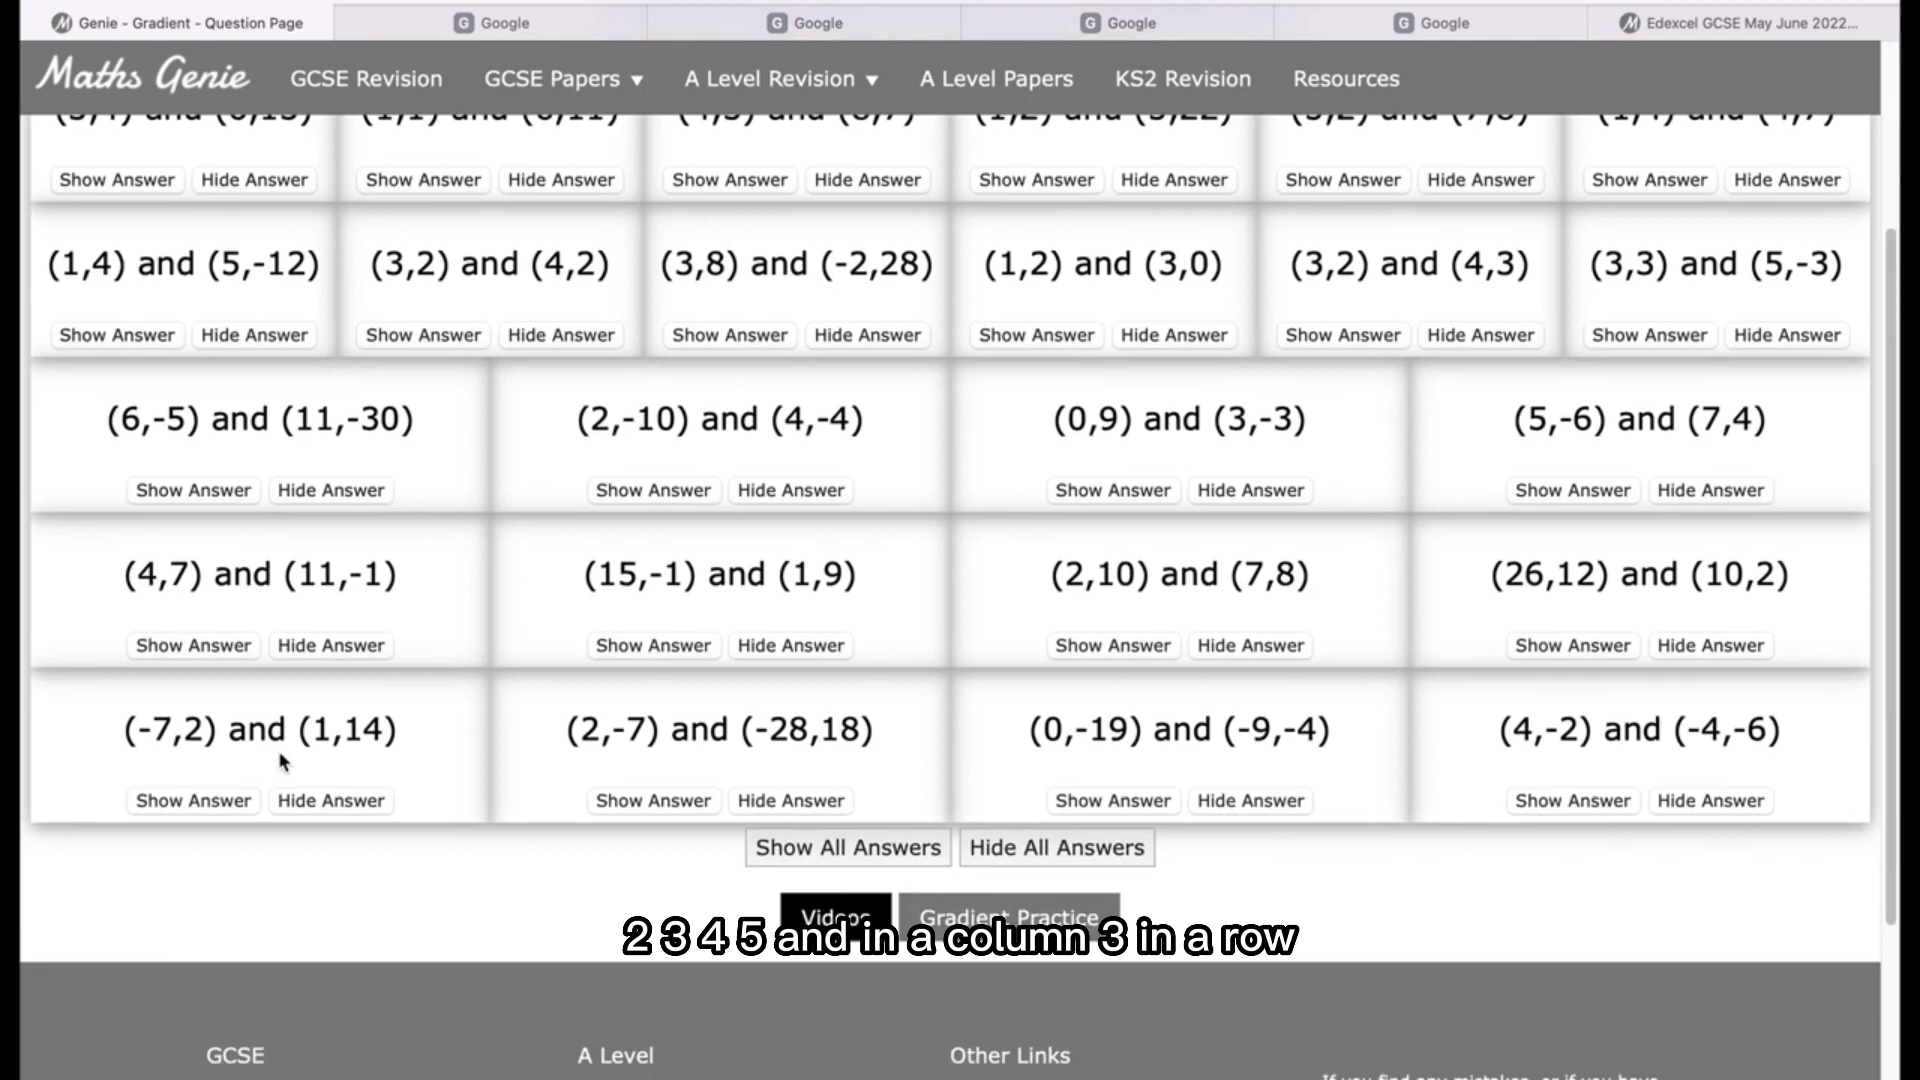 Genie - Gradient - Question Page Google Google Google Google Edexcel GCSE May June 2022...
Maths Genie GCSE Revision GCSE Papers ▼ A Level Revision ▼ A Level Papers KS2 Revision Resources
Show Answer Hide Answer Show Answer Hide Answer Show Answer Hide Answer Show Answer Hide Answer Show Answer Hide Answer Show Answer Hide Answer
(1,4) and (5,-12) (3,2) and (4,2) (3,8) and (-2,28) (1,2) and (3,0) (3,2) and (4,3) (3,3) and (5,-3)
Show Answer Hide Answer Show Answer Hide Answer Show Answer Hide Answer Show Answer Hide Answer Show Answer Hide Answer Show Answer Hide Answer
(6,-5) and (11,-30) (2,-10) and (4,-4) (0,9) and (3,-3) (5,-6) and (7,4)
Show Answer Hide Answer Show Answer Hide Answer Show Answer Hide Answer Show Answer Hide Answer
(4,7) and (11,-1) (15,-1) and (1,9) (2,10) and (7,8) (26,12) and (10,2)
Show Answer Hide Answer Show Answer Hide Answer Show Answer Hide Answer Show Answer Hide Answer
(-7,2) and (1,14) (2,-7) and (-28,18) (0,-19) and (-9,-4) (4,-2) and (-4,-6)
Show Answer Hide Answer Show Answer Hide Answer Show Answer Hide Answer Show Answer Hide Answer
Show All Answers Hide All Answers
Videos Gradient Practice
2 3 4 5 and in a column 3 in a row
GCSE A Level Other Links
If you find any mistakes, or if you have